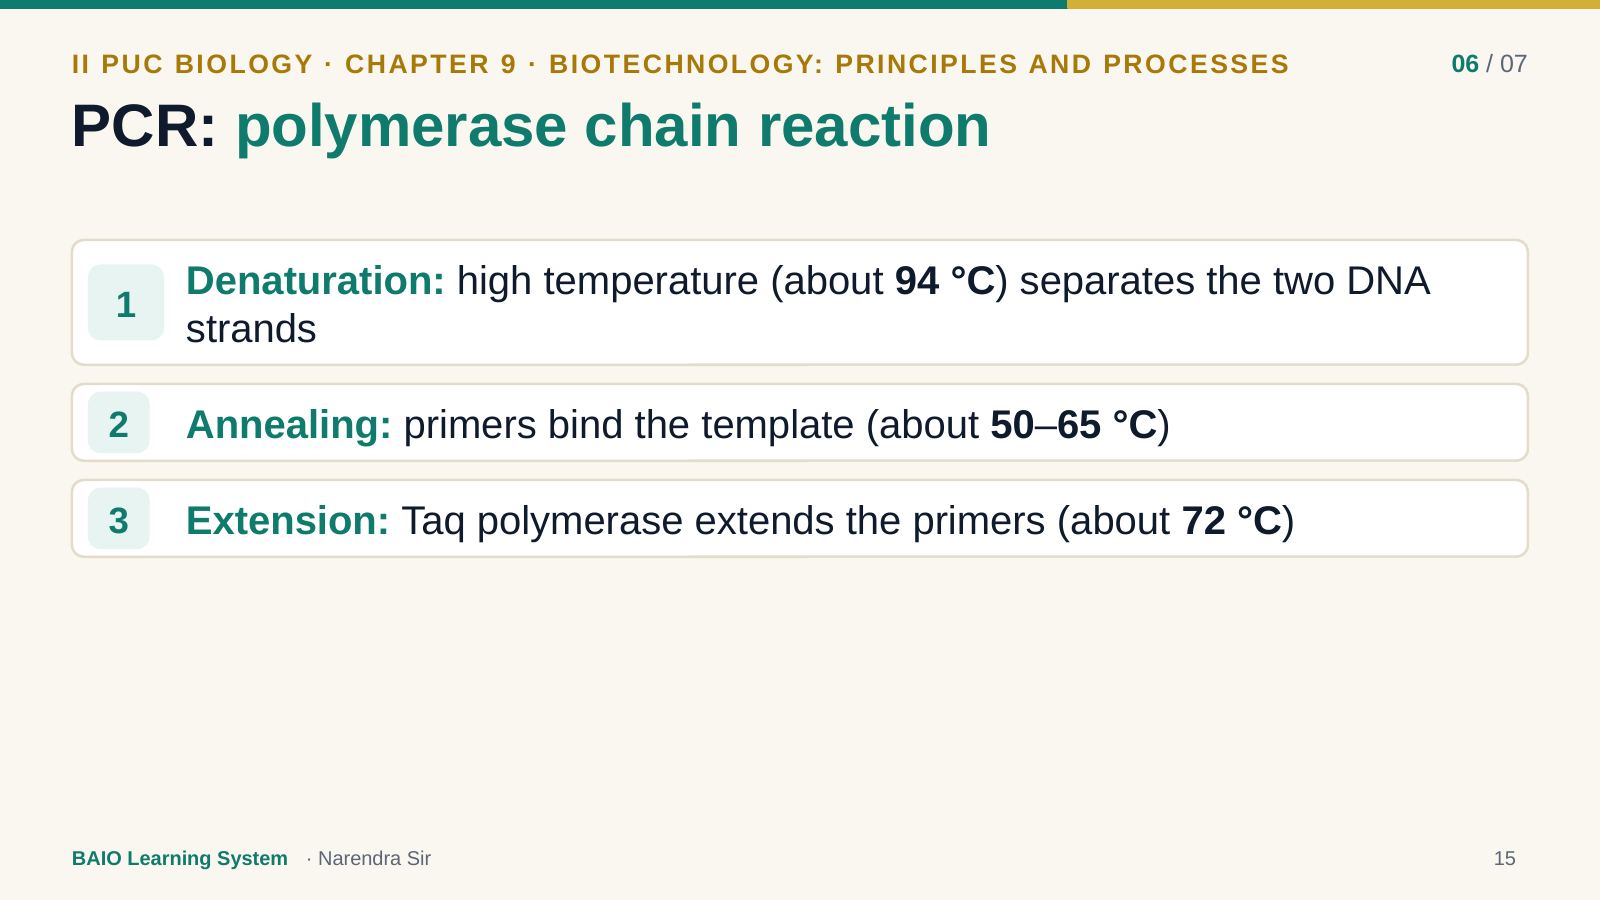 II PUC BIOLOGY · CHAPTER 9 · BIOTECHNOLOGY: PRINCIPLES AND PROCESSES
06 / 07
PCR: polymerase chain reaction
1
Denaturation: high temperature (about 94 °C) separates the two DNA
strands
2
Annealing: primers bind the template (about 50–65 °C)
3
Extension: Taq polymerase extends the primers (about 72 °C)
BAIO Learning System · Narendra Sir
15